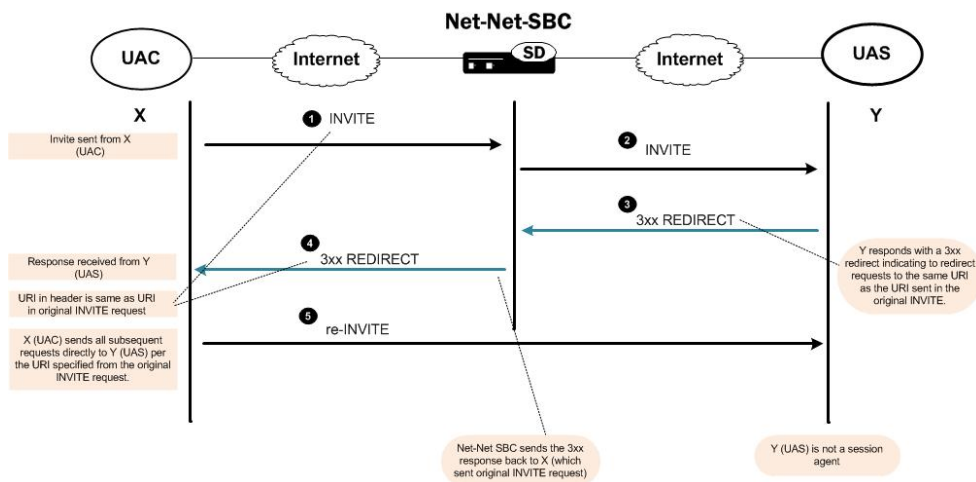 Net-Net-SBC
UAC
Internet
SD
Internet
UAS
X
Y
1 INVITE
Invite sent from X
(UAC)
2
INVITE
3
3xx REDIRECT
4
3xx REDIRECT
Response received from Y
(UAS)
Y responds with a 3xx
redirect indicating to redirect
requests to the same URI
as the URI sent in the
original INVITE.
URI in header is same as URI
in original INVITE request
5
re-INVITE
X (UAC) sends all subsequent
requests directly to Y (UAS) per
the URI specified from the original
INVITE request.
Net-Net SBC sends the 3xx
response back to X (which
sent original INVITE request)
Y (UAS) is not a session
agent